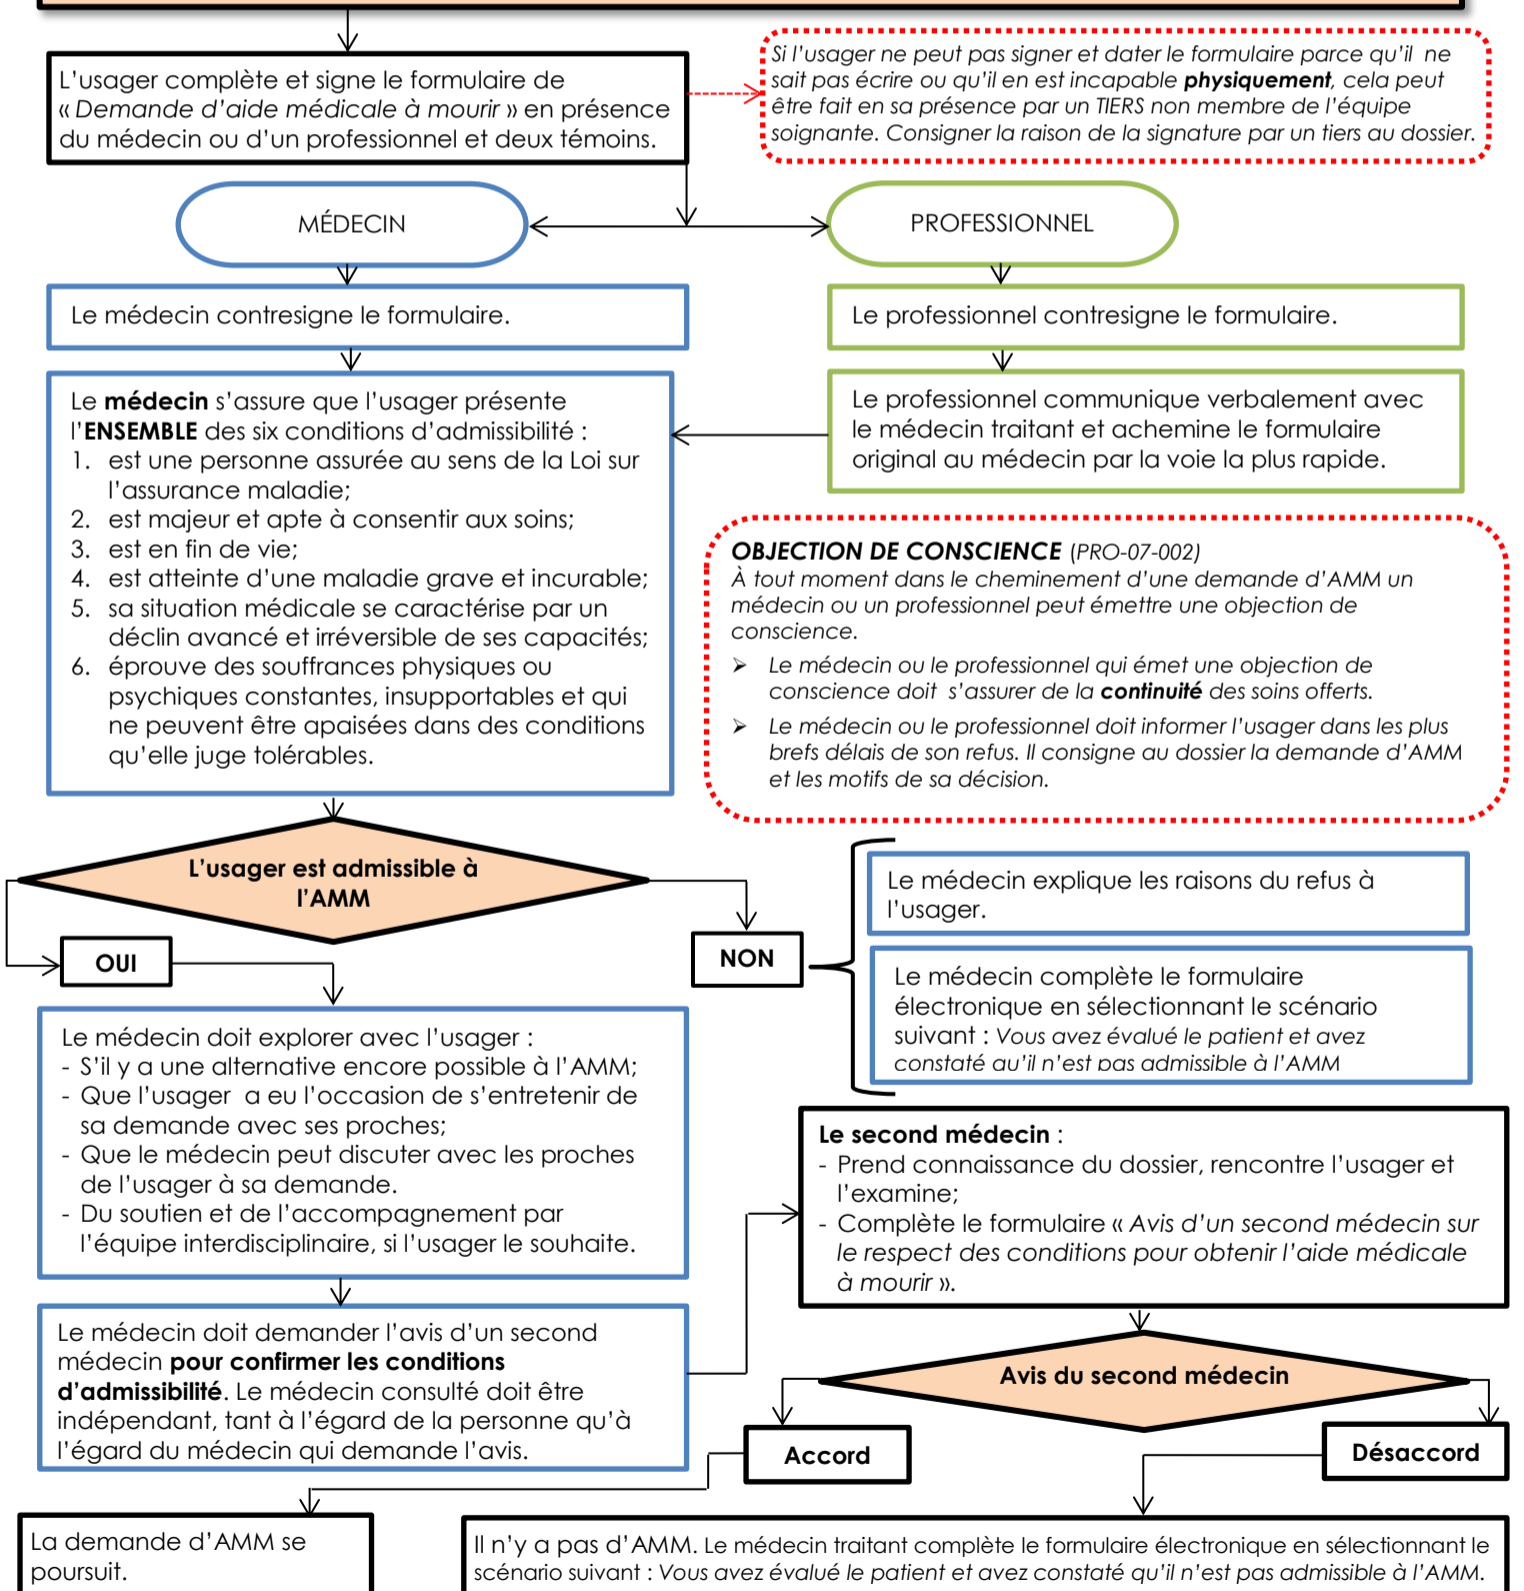 L'usager complète et signe le formulaire de
« Demande d'aide médicale à mourir » en présence
du médecin ou d'un professionnel et deux témoins.
Si l'usager ne peut pas signer et dater le formulaire parce qu'il ne
sait pas écrire ou qu'il en est incapable physiquement, cela peut
être fait en sa présence par un TIERS non membre de l'équipe
soignante. Consigner la raison de la signature par un tiers au dossier.
MÉDECIN
PROFESSIONNEL
Le médecin contresigne le formulaire.
Le professionnel contresigne le formulaire.
Le médecin s'assure que l'usager présente
l'ENSEMBLE des six conditions d'admissibilité :
1. est une personne assurée au sens de la Loi sur
l'assurance maladie;
2. est majeur et apte à consentir aux soins;
3. est en fin de vie;
4. est atteinte d'une maladie grave et incurable;
5. sa situation médicale se caractérise par un
déclin avancé et irréversible de ses capacités;
6. éprouve des souffrances physiques ou
psychiques constantes, insupportables et qui
ne peuvent être apaisées dans des conditions
qu'elle juge tolérables.
Le professionnel communique verbalement avec
le médecin traitant et achemine le formulaire
original au médecin par la voie la plus rapide.
OBJECTION DE CONSCIENCE (PRO-07-002)
À tout moment dans le cheminement d'une demande d'AMM un
médecin ou un professionnel peut émettre une objection de
conscience.
➢ Le médecin ou le professionnel qui émet une objection de
conscience doit s'assurer de la continuité des soins offerts.
➢ Le médecin ou le professionnel doit informer l'usager dans les plus
brefs délais de son refus. Il consigne au dossier la demande d'AMM
et les motifs de sa décision.
L'usager est admissible à
l'AMM
OUI
NON
Le médecin explique les raisons du refus à
l'usager.
Le médecin complète le formulaire
électronique en sélectionnant le scénario
suivant : Vous avez évalué le patient et avez
constaté qu'il n'est pas admissible à l'AMM
Le médecin doit explorer avec l'usager :
- S'il y a une alternative encore possible à l'AMM;
- Que l'usager a eu l'occasion de s'entretenir de
sa demande avec ses proches;
- Que le médecin peut discuter avec les proches
de l'usager à sa demande.
- Du soutien et de l'accompagnement par
l'équipe interdisciplinaire, si l'usager le souhaite.
Le second médecin :
- Prend connaissance du dossier, rencontre l'usager et
l'examine;
- Complète le formulaire « Avis d'un second médecin sur
le respect des conditions pour obtenir l'aide médicale
à mourir ».
Le médecin doit demander l'avis d'un second
médecin pour confirmer les conditions
d'admissibilité. Le médecin consulté doit être
indépendant, tant à l'égard de la personne qu'à
l'égard du médecin qui demande l'avis.
Avis du second médecin
Accord
Désaccord
La demande d'AMM se
poursuit.
Il n'y a pas d'AMM. Le médecin traitant complète le formulaire électronique en sélectionnant le
scénario suivant : Vous avez évalué le patient et avez constaté qu'il n'est pas admissible à l'AMM.